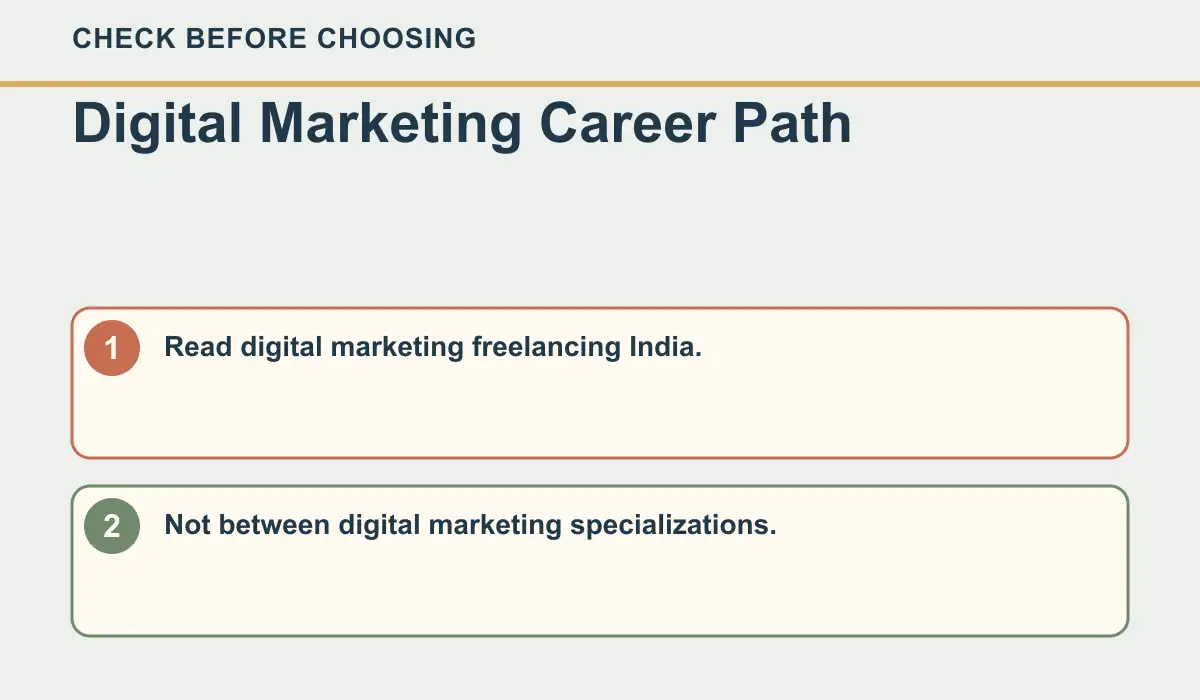 CHECK BEFORE CHOOSING
Digital Marketing Career Path
1 Read digital marketing freelancing India.
2 Not between digital marketing specializations.